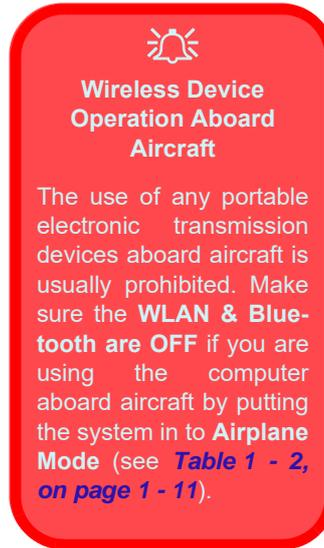 Wireless Device
Operation Aboard
Aircraft
The use of any portable
electronic transmission
devices aboard aircraft is
usually prohibited. Make
sure the WLAN & Blue-
tooth are OFF if you are
using the computer
aboard aircraft by putting
the system in to Airplane
Mode (see Table 1 - 2,
on page 1 - 11).